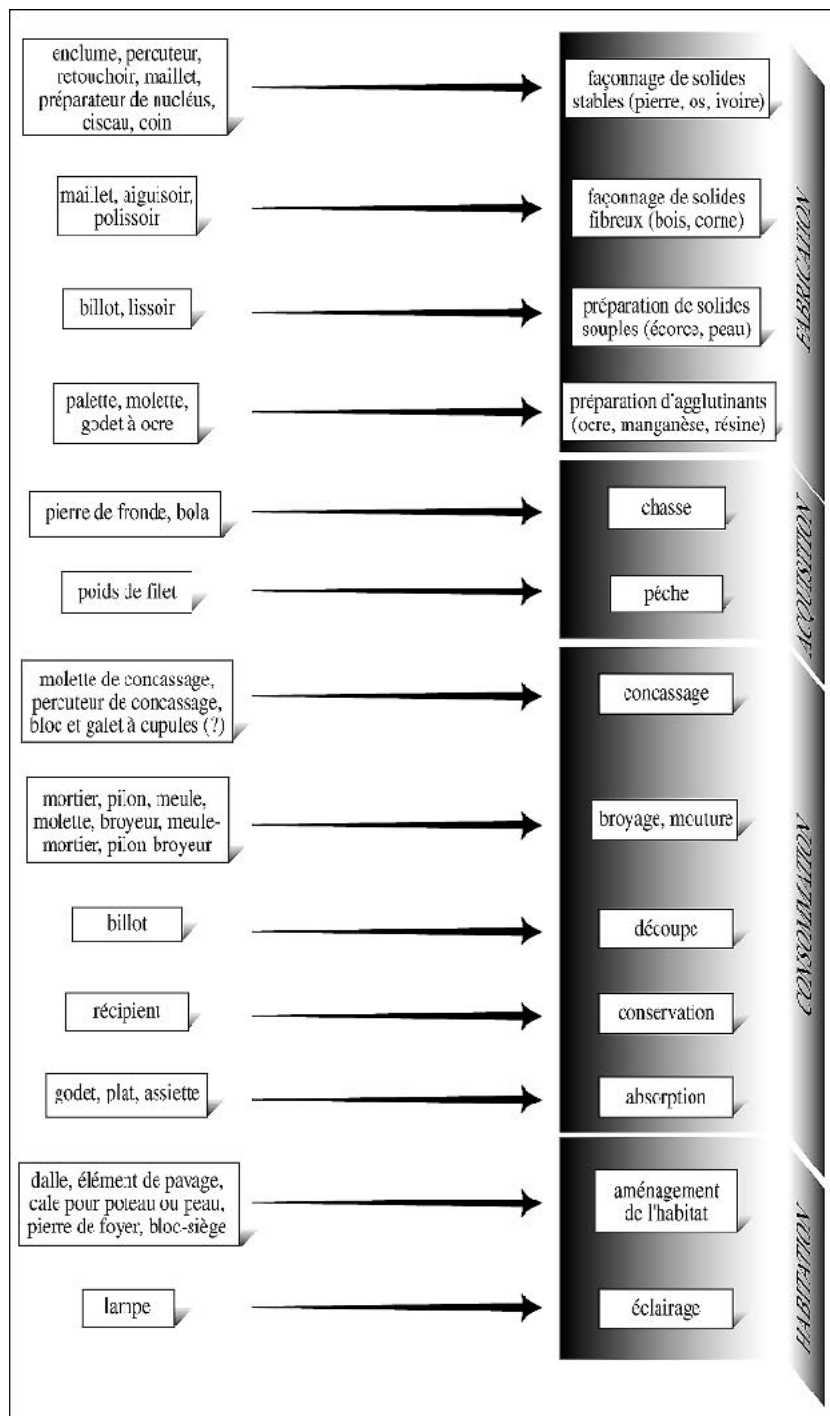 enclume, percuteur,
retouchoir, maillet,
préparateur de nucléus,
ciseau, coin
façonnage de solides
stables (pierre, os, ivoire)
maillet, aiguisoir,
polissoir
façonnage de solides
fibreux (bois, corne)
billot, lissoir
préparation de solides
souples (écorce, peau)
palette, molette,
godet à ocre
préparation d'agglutinants
(ocre, manganèse, résine)
FABRICATION
pierre de fronde, bola
chasse
poids de filet
pêche
ACQUISITION
molette de concassage,
percuteur de concassage,
bloc et galet à cupules (?)
concassage
mortier, pilon, meule,
molette, broyeur, meule-
mortier, pilon broyeur
broyage, mouture
billot
découpe
récipient
conservation
godet, plat, assiette
absorption
CONSOMMATION
dalle, élément de pavage,
cale pour poteau ou peau,
pierre de foyer, bloc-siège
aménagement
de l'habitat
lampe
éclairage
HABITATION